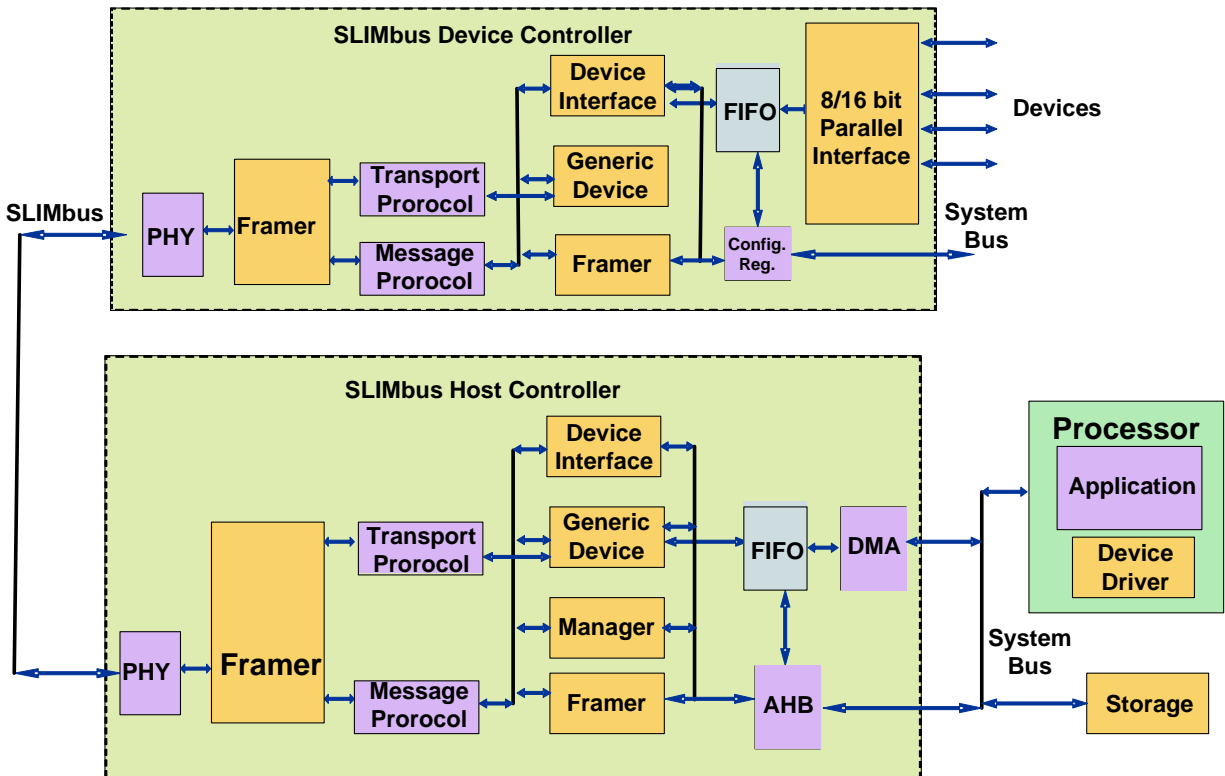 SLIMbus Device Controller
Device
Interface
FIFO
8/16 bit
Parallel
Interface
Devices
Generic
Device
Transport
Prorocol
SLIMbus
PHY
Framer
Message
Prorocol
Framer
Config.
Reg.
System
Bus
SLIMbus Host Controller
Device
Interface
Processor
Application
Device
Driver
Transport
Prorocol
Generic
Device
FIFO
DMA
Manager
System
Bus
PHY
Framer
Message
Prorocol
Framer
AHB
Storage